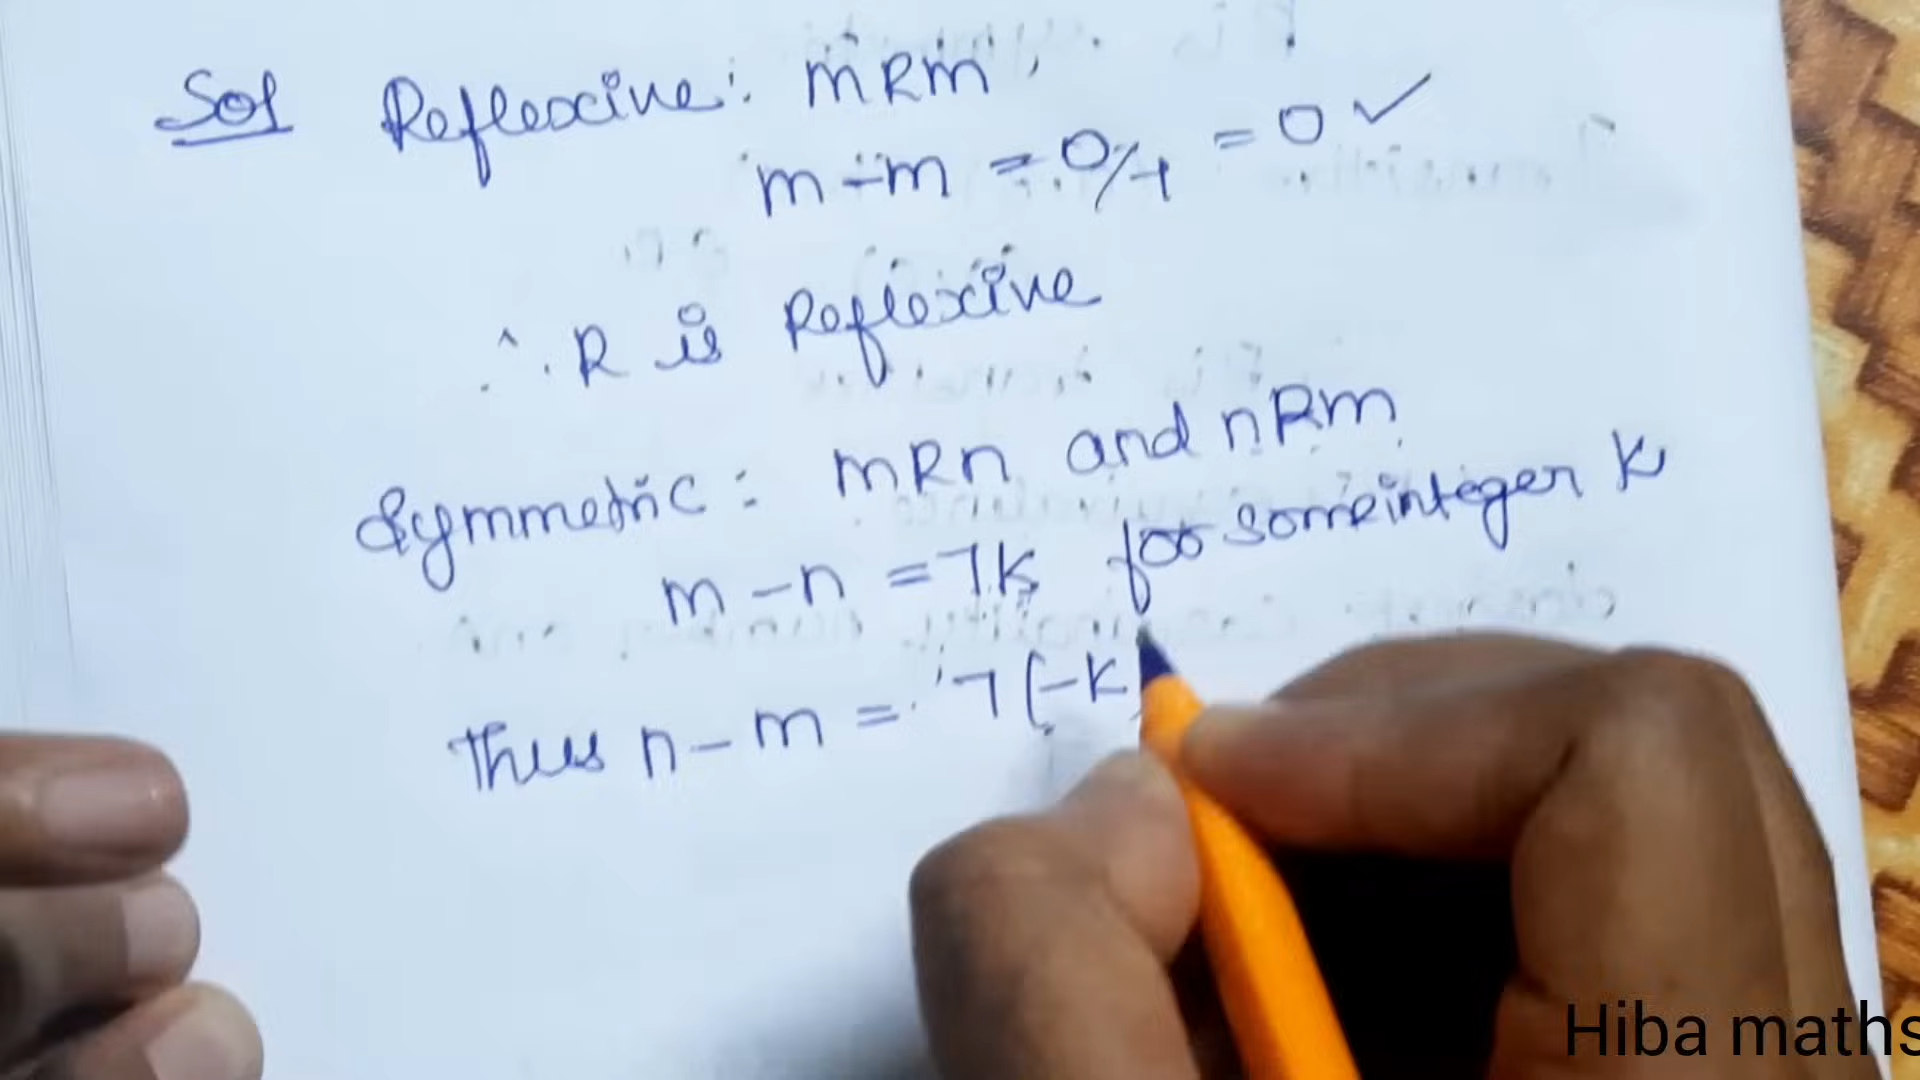 Sol Reflexive: mRm,
m-m = 0/7 = 0 ✓
∴ R is Reflexive
Symmetric: mRn and nRm
m-n = 7k for some integer k
Thus n-m = 7(-k)
Hiba maths